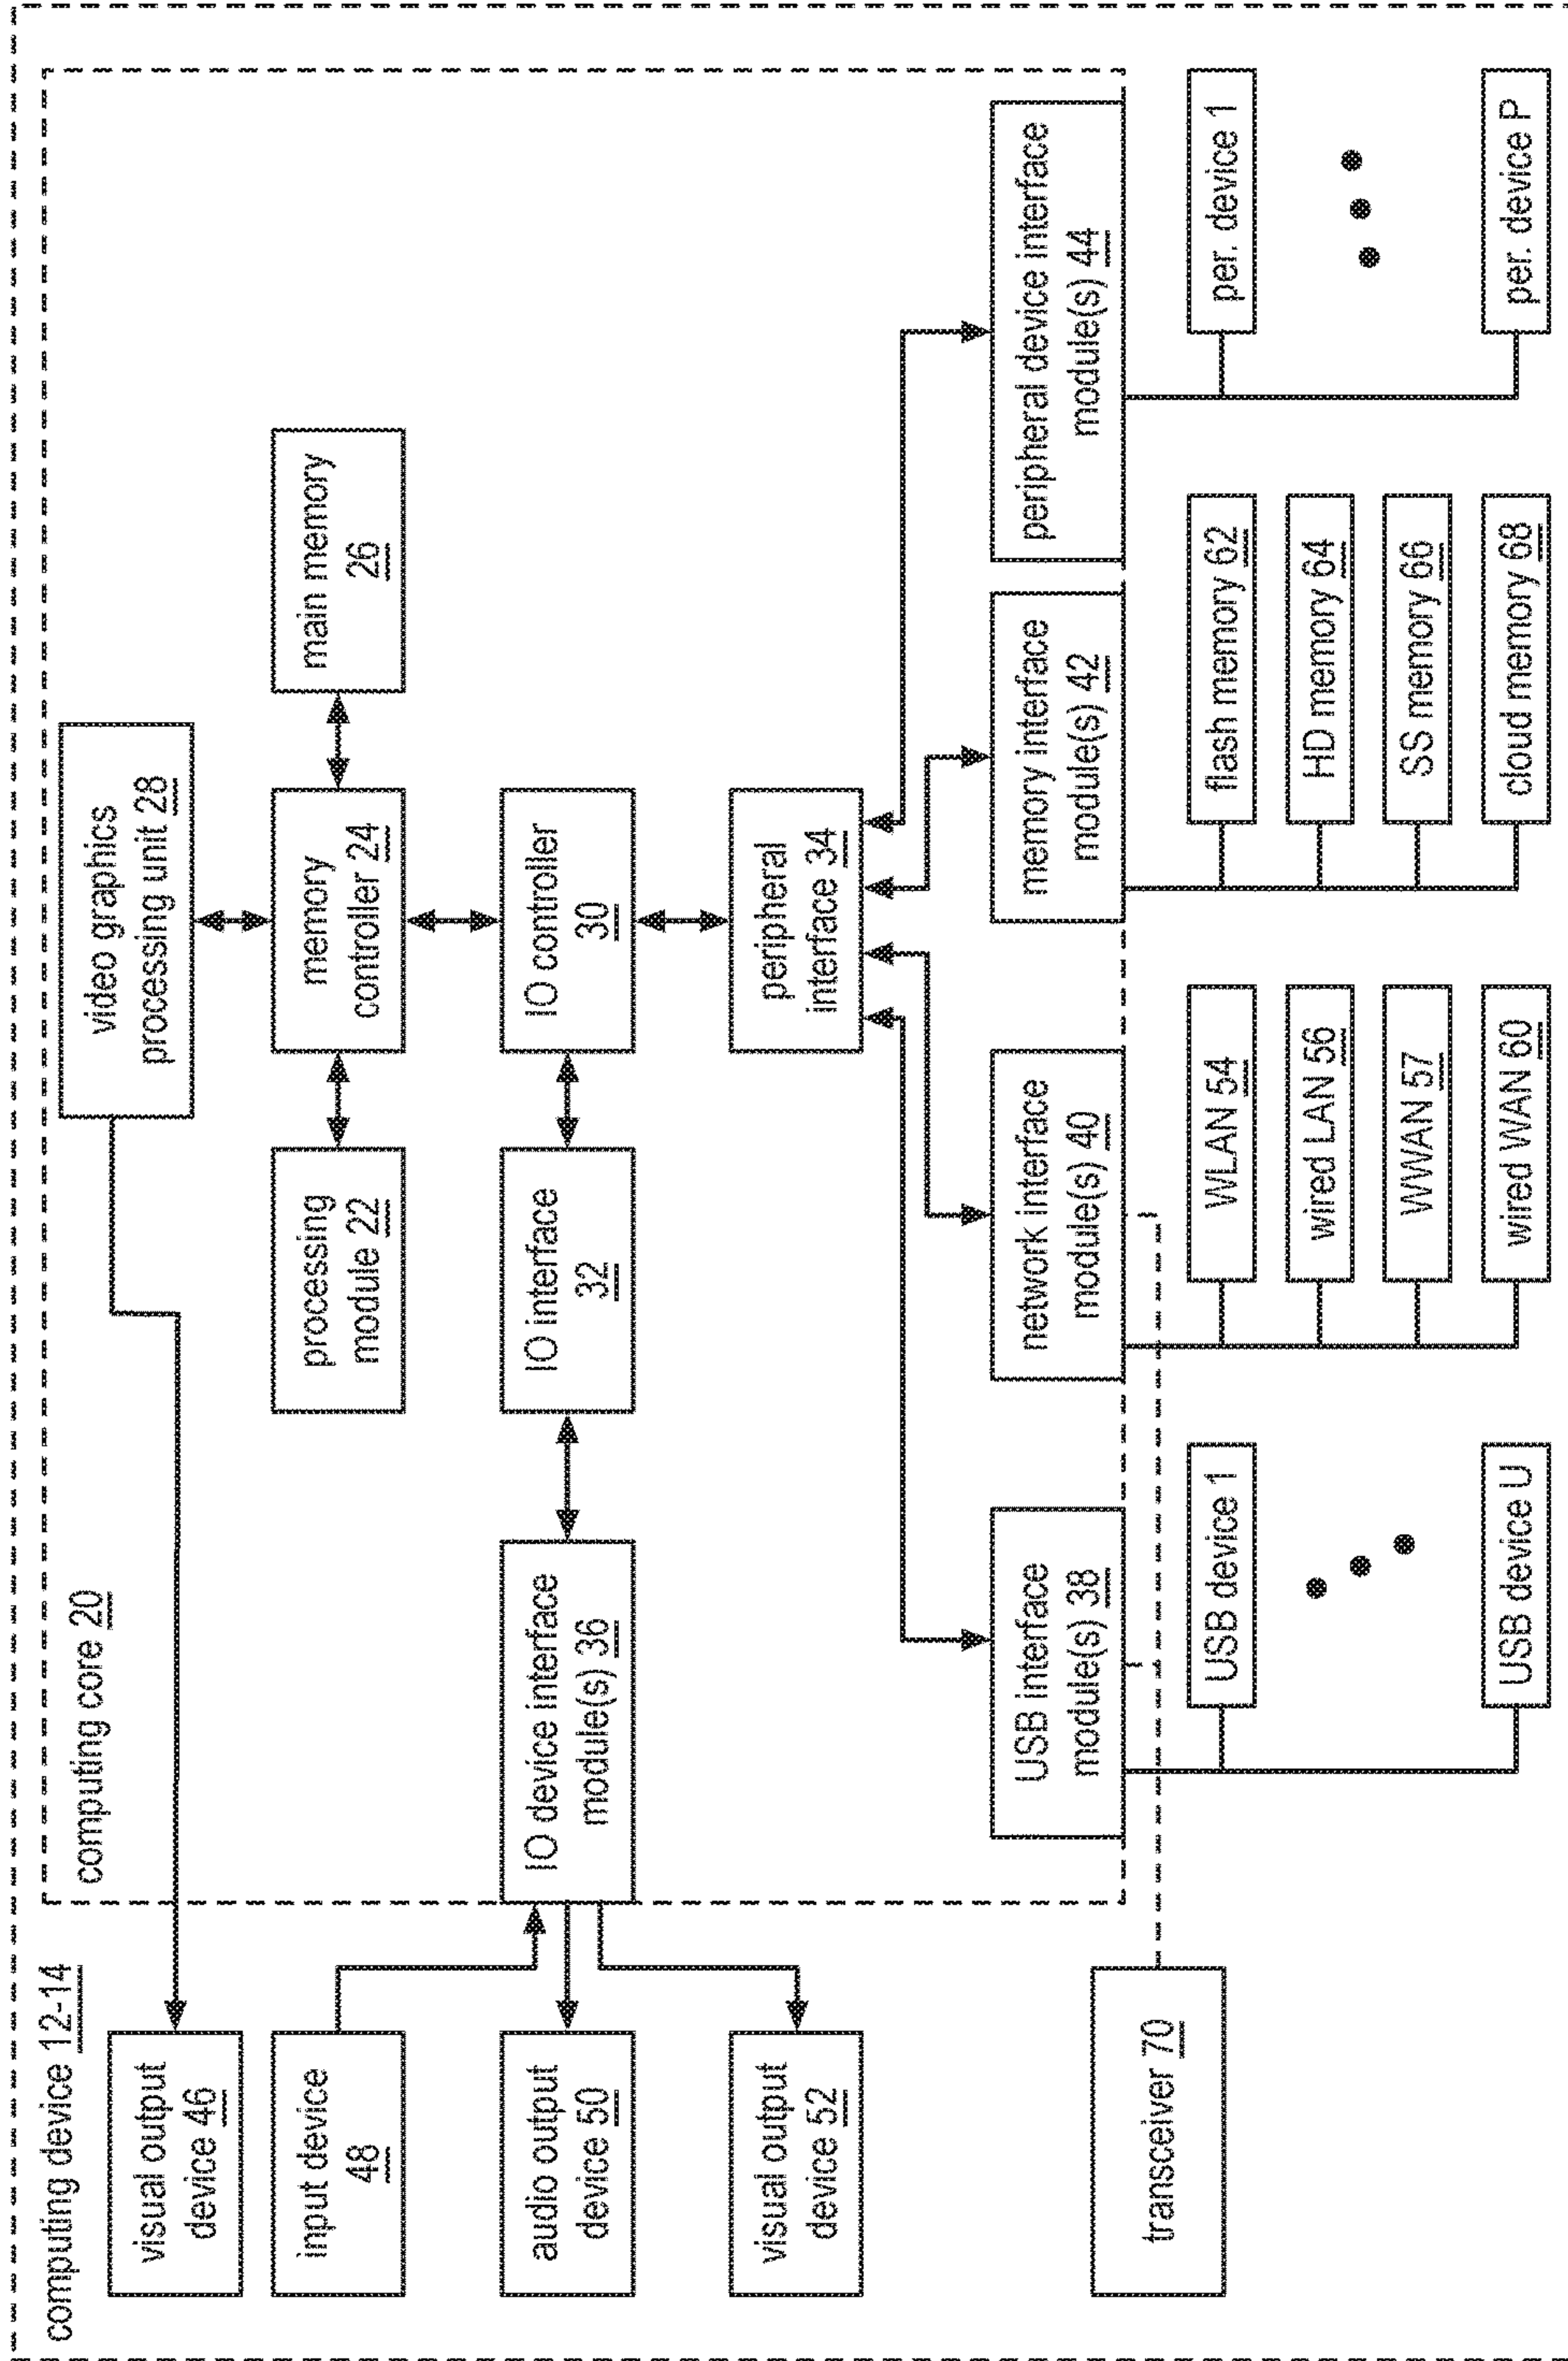 computing device 12-14
computing core 20
visual output
device 46
video graphics
processing unit 28
input device
48
processing
module 22
memory
controller 24
main memory
26
audio output
device 50
IO device interface
module(s) 36
IO interface
32
IO controller
30
visual output
device 52
peripheral
interface 34
USB interface
module(s) 38
network interface
module(s) 40
memory interface
module(s) 42
peripheral device interface
module(s) 44
transceiver 70
USB device 1
USB device U
WLAN 54
wired LAN 56
WWAN 57
wired WAN 60
flash memory 62
HD memory 64
SS memory 66
cloud memory 68
per. device 1
per. device P